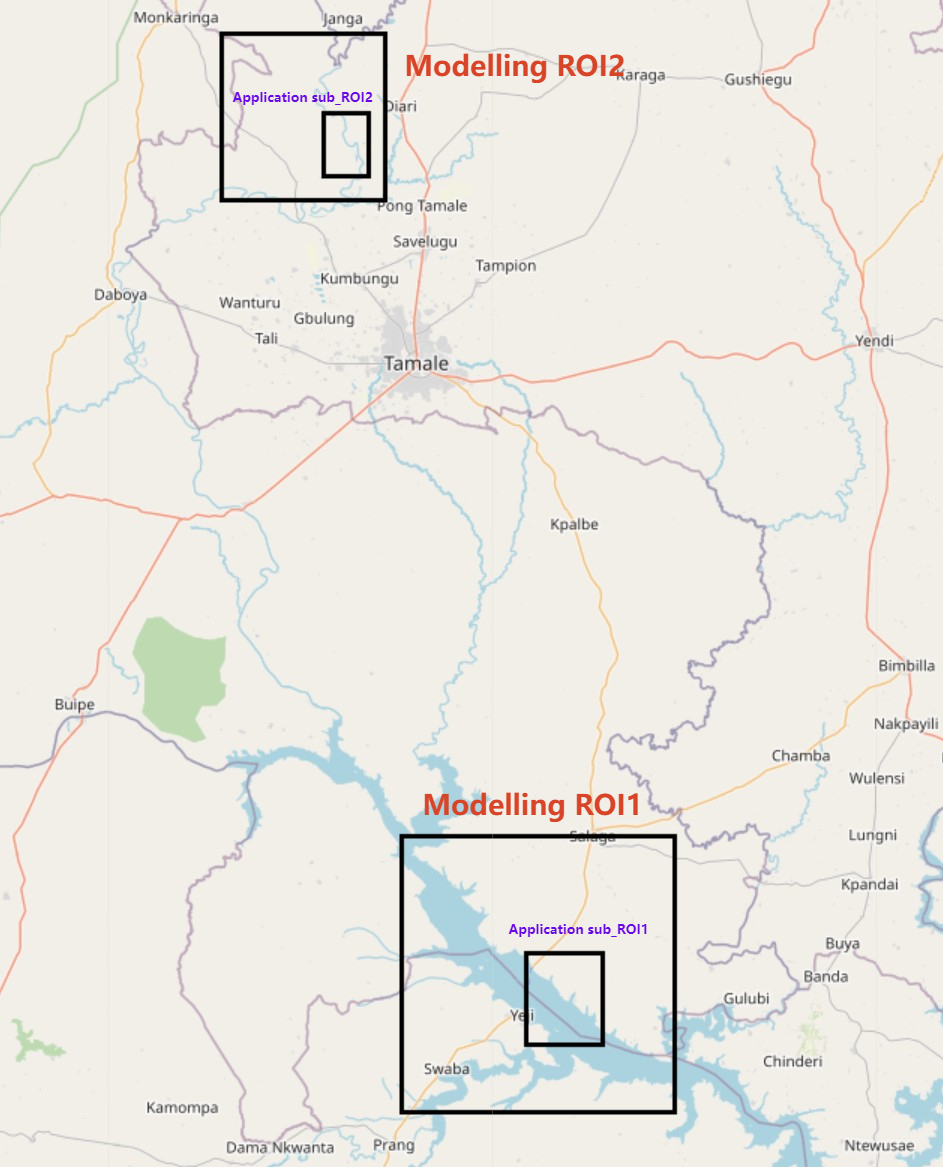 Monkaringa
Janga
Modelling ROI2
Karaga
Gushiegu
Application sub_ROI2
Diari
Pong Tamale
Savelugu
Tampion
Kumbungu
Daboya
Wanturu
Gbulung
Tali
Yendi
Tamale
Kpalbe
Bimbilla
Buipe
Nakpayili
Chamba
Wulensi
Modelling ROI1
Salaga
Lungni
Kpandai
Application sub_ROI1
Buya
Banda
Gulubi
Yeji
Chinderi
Swaba
Kamompa
Dama Nkwanta
Prang
Ntewusae